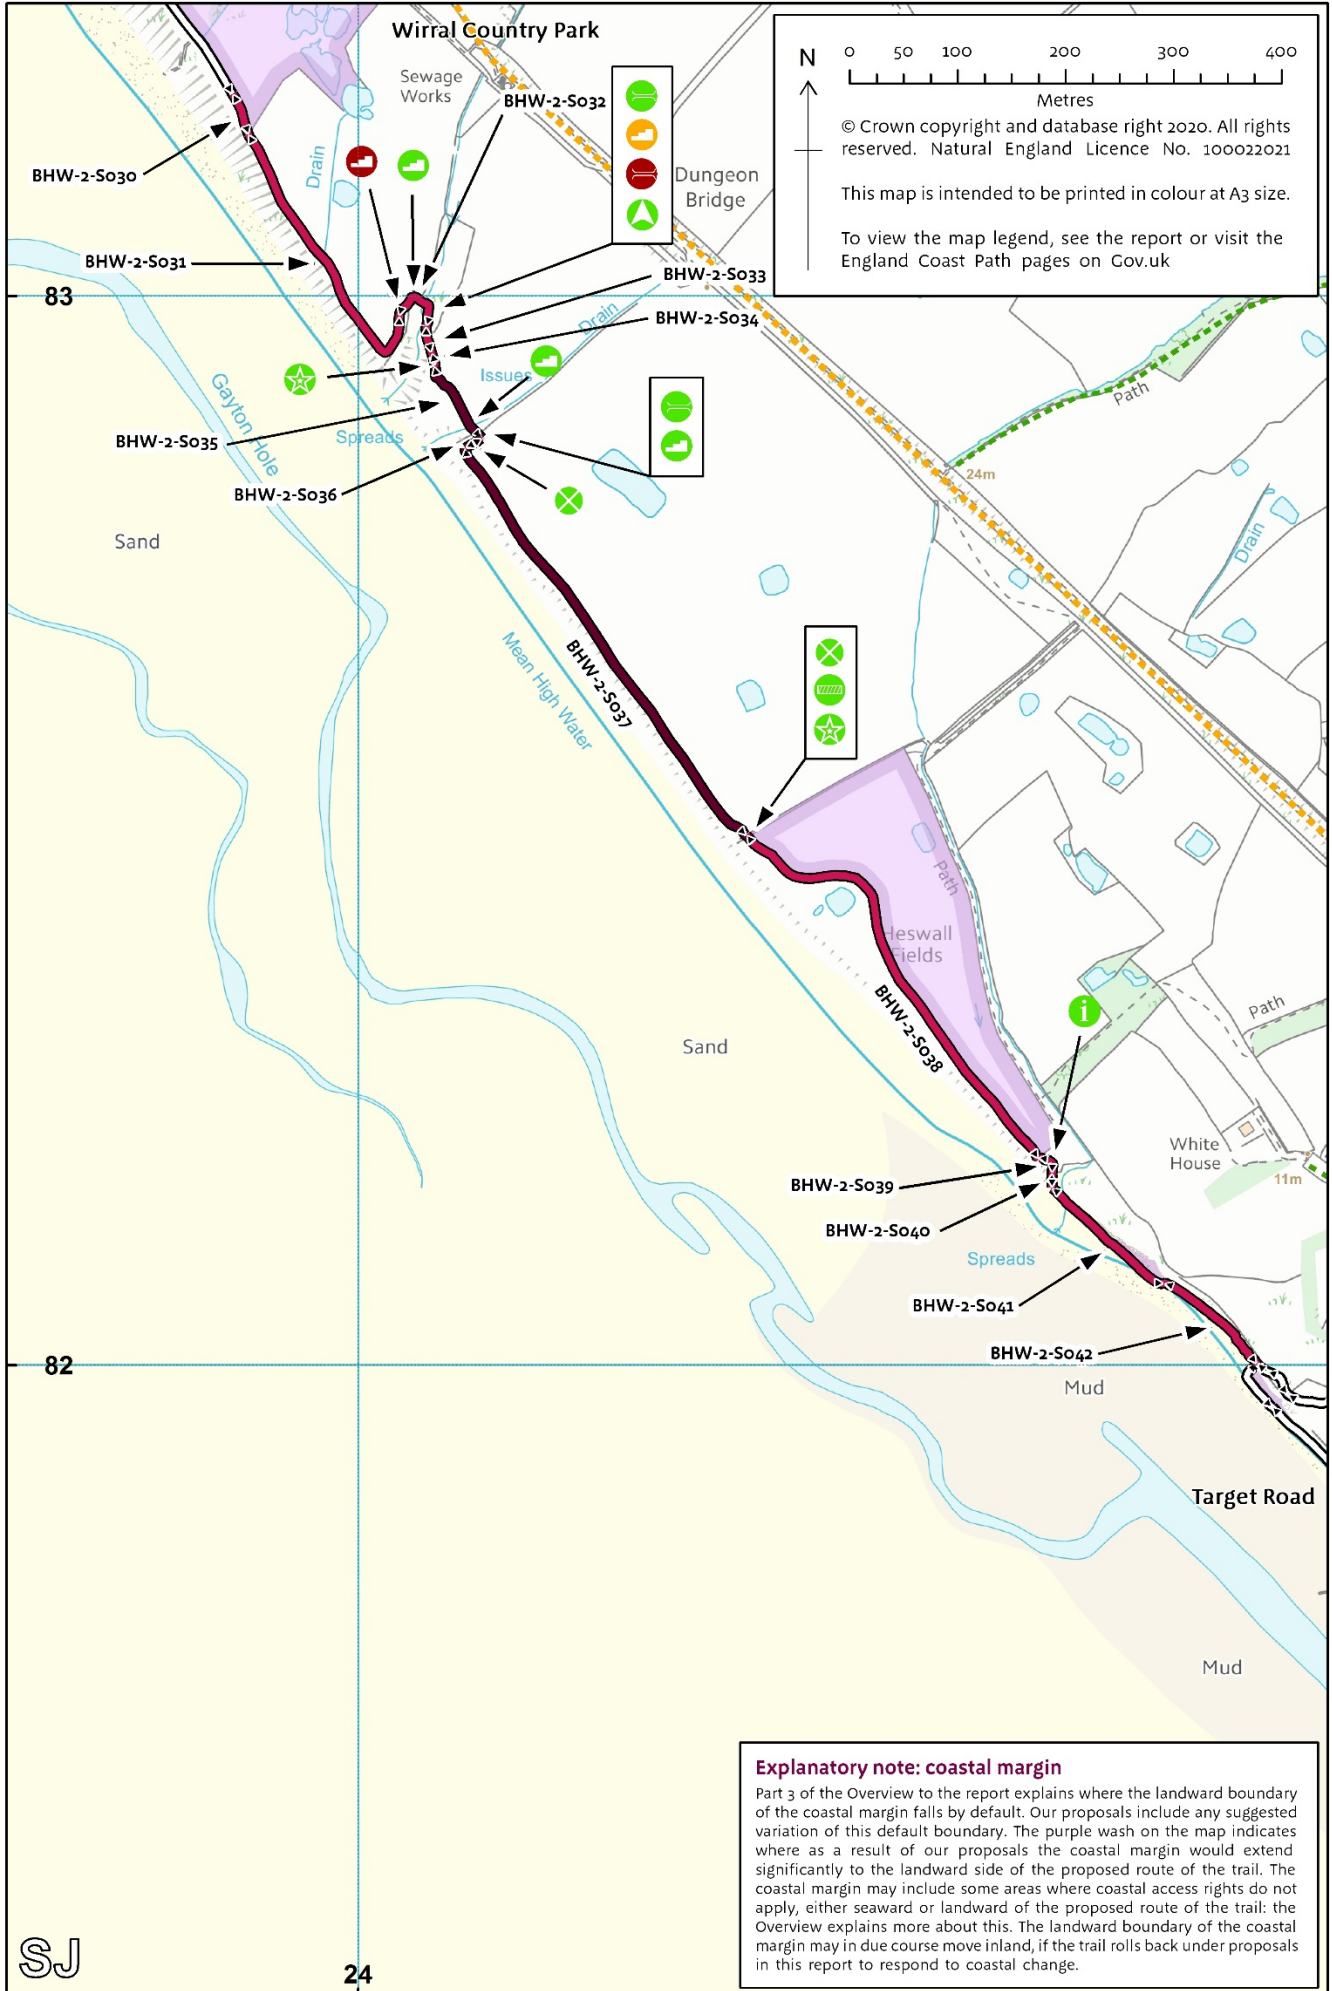 Wirral Country Park
Sewage
Works
BHW-2-S032
N
0 50 100 200 300 400
Metres
© Crown copyright and database right 2020. All rights
reserved. Natural England Licence No. 100022021
This map is intended to be printed in colour at A3 size.
To view the map legend, see the report or visit the
England Coast Path pages on Gov.uk
BHW-2-S030
Drain
Dungeon
Bridge
BHW-2-S031
83
BHW-2-S033
BHW-2-S034
Drain
Issues
Path
Gayton Hole
BHW-2-S035
Spreads
BHW-2-S036
24m
Sand
Drain
Mean High Water
BHW-2-S037
Path
Heswall
Fields
BHW-2-S038
i
Path
Sand
White
House
11m
BHW-2-S039
BHW-2-S040
Spreads
BHW-2-S041
BHW-2-S042
82
Mud
Target Road
Mud
Explanatory note: coastal margin
Part 3 of the Overview to the report explains where the landward boundary
of the coastal margin falls by default. Our proposals include any suggested
variation of this default boundary. The purple wash on the map indicates
where as a result of our proposals the coastal margin would extend
significantly to the landward side of the proposed route of the trail. The
coastal margin may include some areas where coastal access rights do not
apply, either seaward or landward of the proposed route of the trail: the
Overview explains more about this. The landward boundary of the coastal
margin may in due course move inland, if the trail rolls back under proposals
in this report to respond to coastal change.
SJ
24